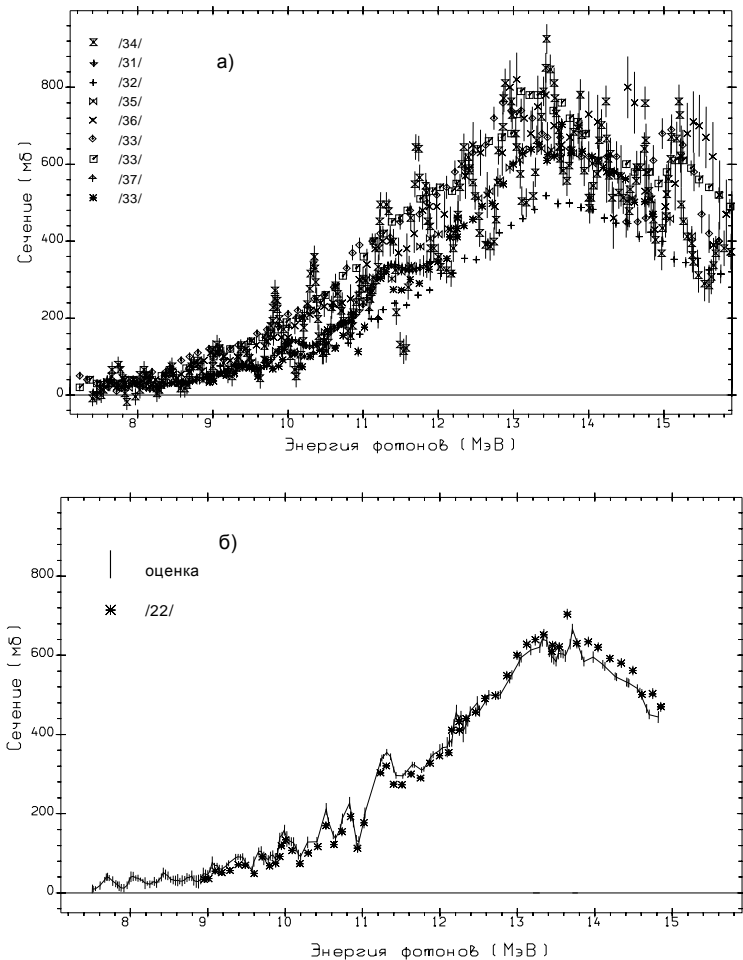 а)
/34/
/31/
/32/
/35/
/36/
/33/
/33/
/37/
/33/
Сечение (мб)
800
600
400
200
0
8 9 10 11 12 13 14 15
Энергия фотонов (МэВ)
б)
оценка
/22/
Сечение (мб)
800
600
400
200
0
8 9 10 11 12 13 14 15
Энергия фотонов (МэВ)